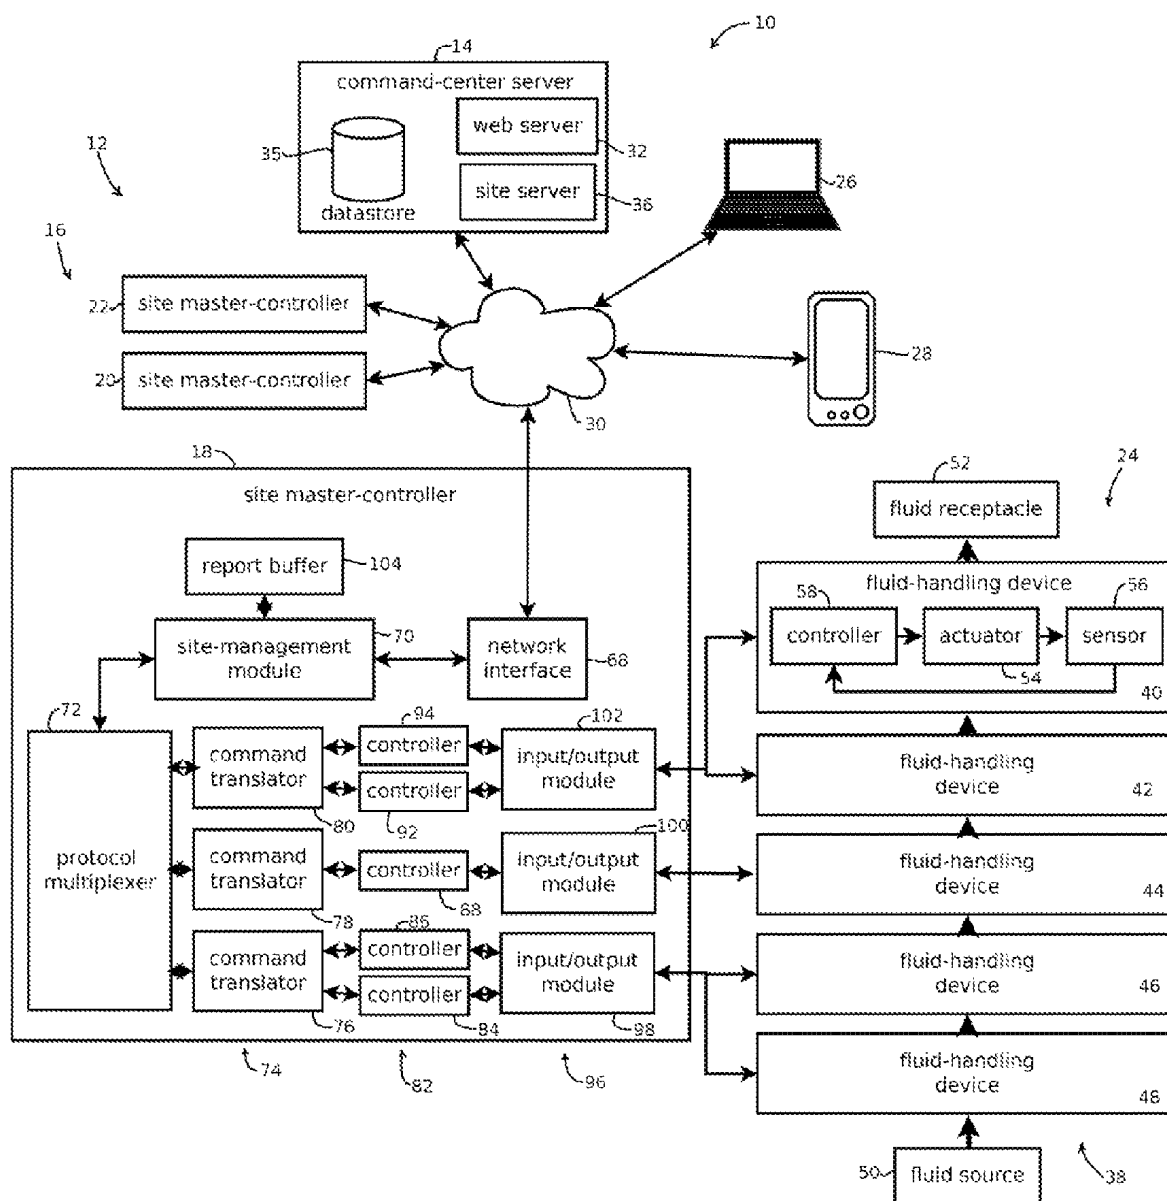 10
14
command-center server
web server
32
35
datastore
site server
36
12
16
26
22
site master-controller
20
site master-controller
28
30
18
site master-controller
24
52
fluid receptacle
report buffer
104
fluid-handling device
58
controller
actuator
54
56
sensor
40
site-management
module
70
network
interface
68
72
protocol
multiplexer
command
translator
80
94
controller
controller
92
102
input/output
module
fluid-handling
device
42
command
translator
78
controller
88
100
input/output
module
fluid-handling
device
44
command
translator
76
86
controller
controller
84
input/output
module
98
fluid-handling
device
46
fluid-handling
device
48
74
82
96
50
fluid source
38